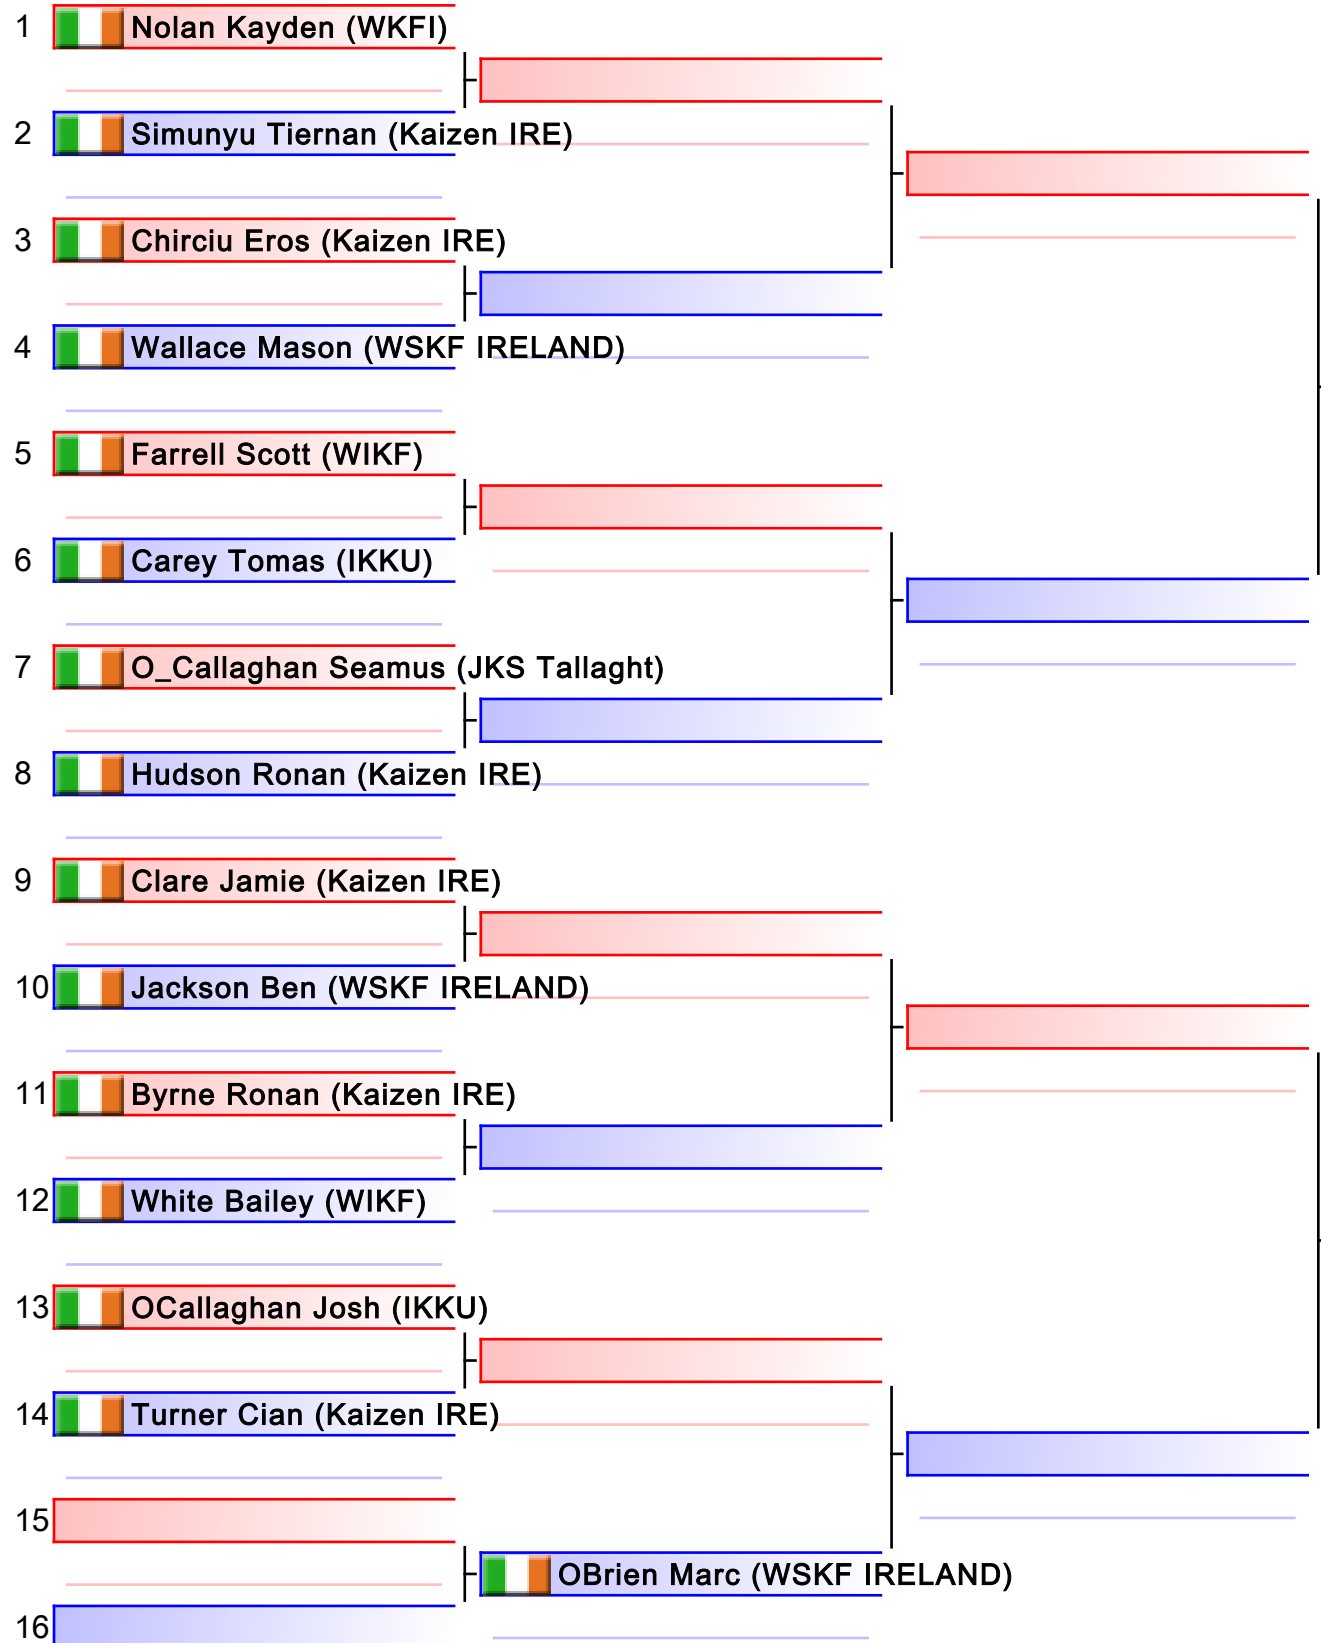 1 Nolan Kayden (WKFI)
2 Simunyu Tiernan (Kaizen IRE)
3 Chirciu Eros (Kaizen IRE)
4 Wallace Mason (WSKF IRELAND)
5 Farrell Scott (WIKF)
6 Carey Tomas (IKKU)
7 O_Callaghan Seamus (JKS Tallaght)
8 Hudson Ronan (Kaizen IRE)
9 Clare Jamie (Kaizen IRE)
10 Jackson Ben (WSKF IRELAND)
11 Byrne Ronan (Kaizen IRE)
12 White Bailey (WIKF)
13 OCallaghan Josh (IKKU)
14 Turner Cian (Kaizen IRE)
15
OBrien Marc (WSKF IRELAND)
16